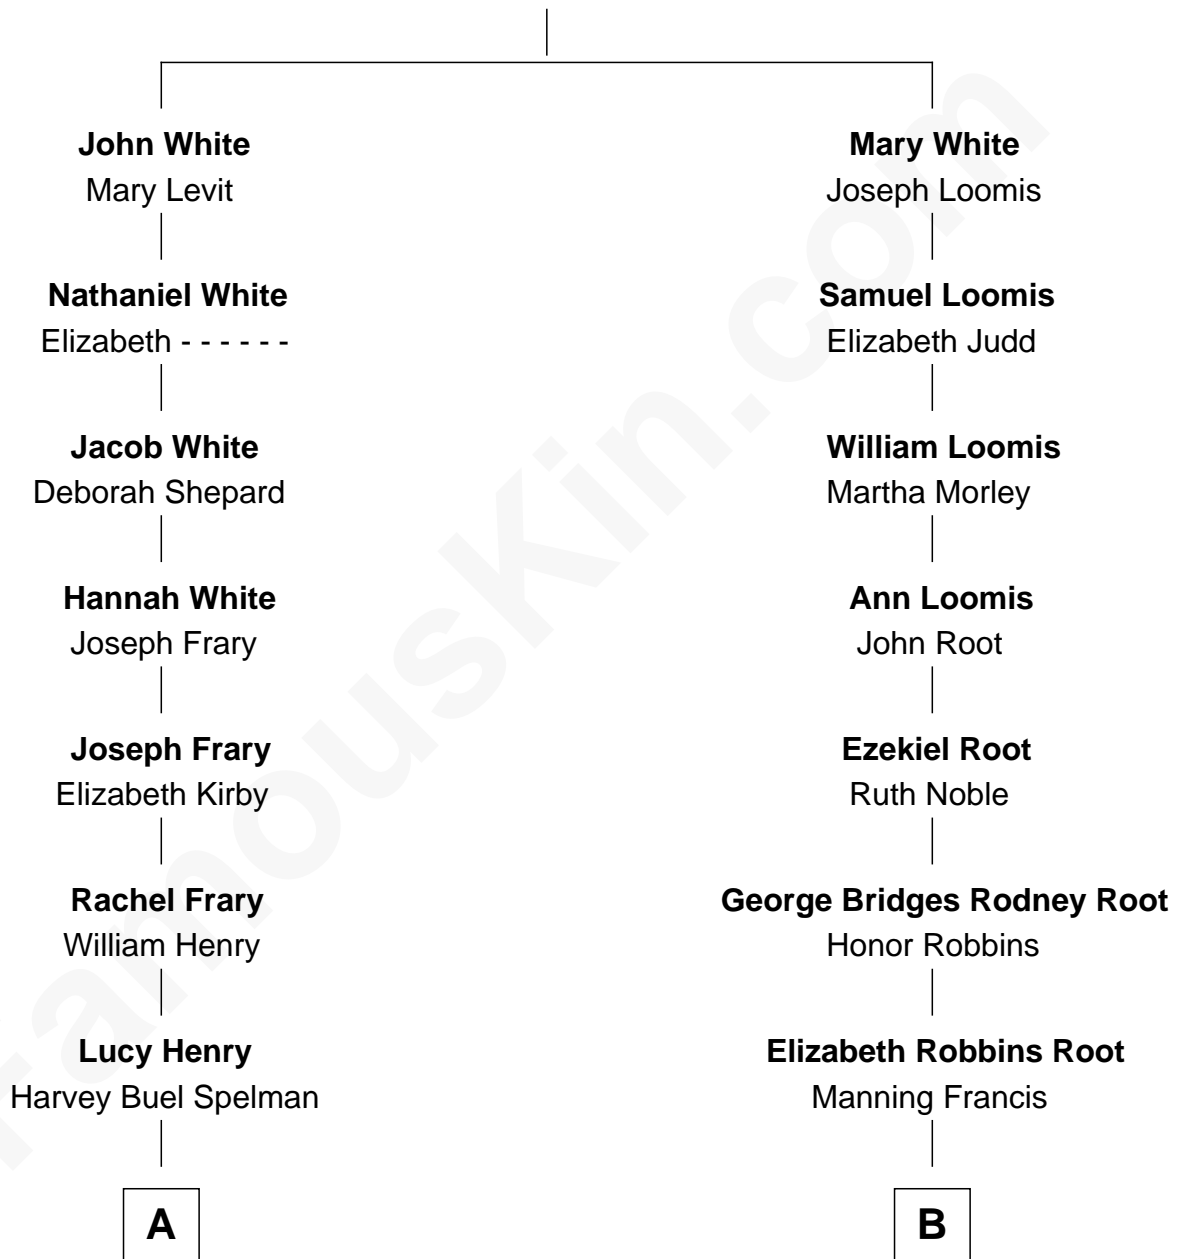 John White
Mary Levit
Nathaniel White
Elizabeth - - - - - -
Jacob White
Deborah Shepard
Hannah White
Joseph Frary
Joseph Frary
Elizabeth Kirby
Rachel Frary
William Henry
Lucy Henry
Harvey Buel Spelman
A
Mary White
Joseph Loomis
Samuel Loomis
Elizabeth Judd
William Loomis
Martha Morley
Ann Loomis
John Root
Ezekiel Root
Ruth Noble
George Bridges Rodney Root
Honor Robbins
Elizabeth Robbins Root
Manning Francis
B
FamousKin.com